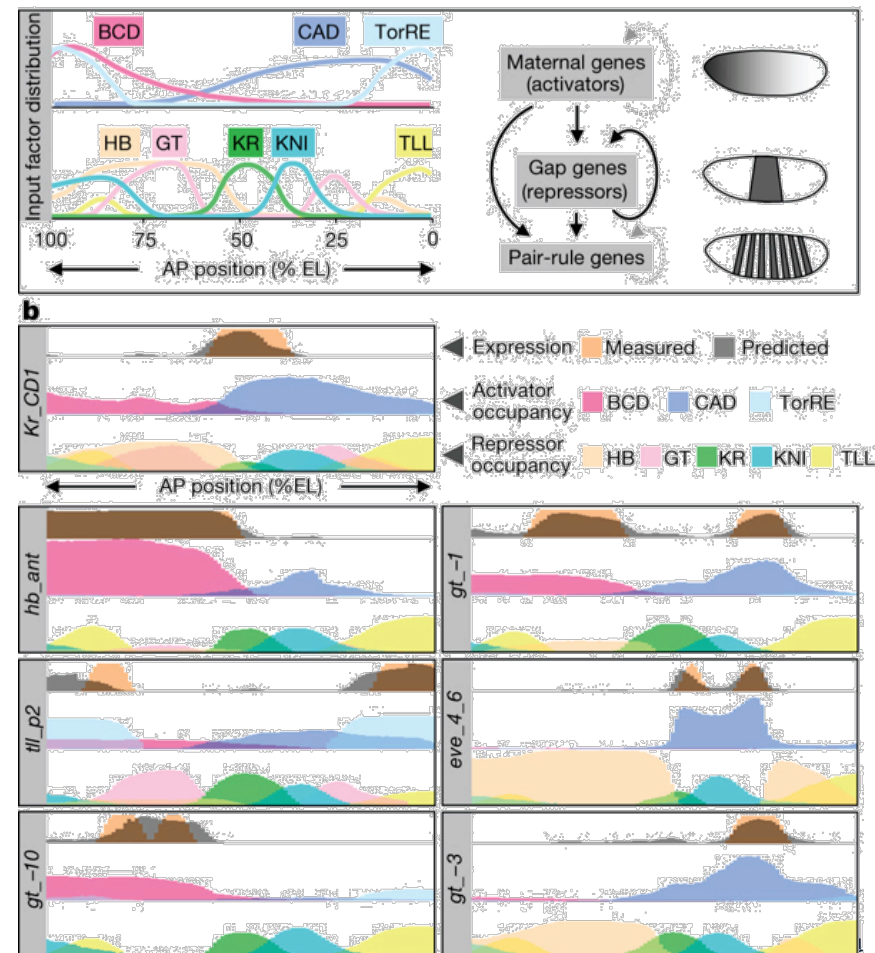 Input factor distribution
BCD
CAD
TorRE
HB
GT
KR
KNI
TLL
100
75
50
25
0
AP position (% EL)
Maternal genes
(activators)
Gap genes
(repressors)
Pair-rule genes
b
Kr_CD1
AP position (%EL)
Expression
Measured
Predicted
Activator
occupancy
BCD
CAD
TorRE
Repressor
occupancy
HB
GT
KR
KNI
TLL
hb_ant
gt_–1
tll_p2
eve_4_6
gt_–10
gt_–3